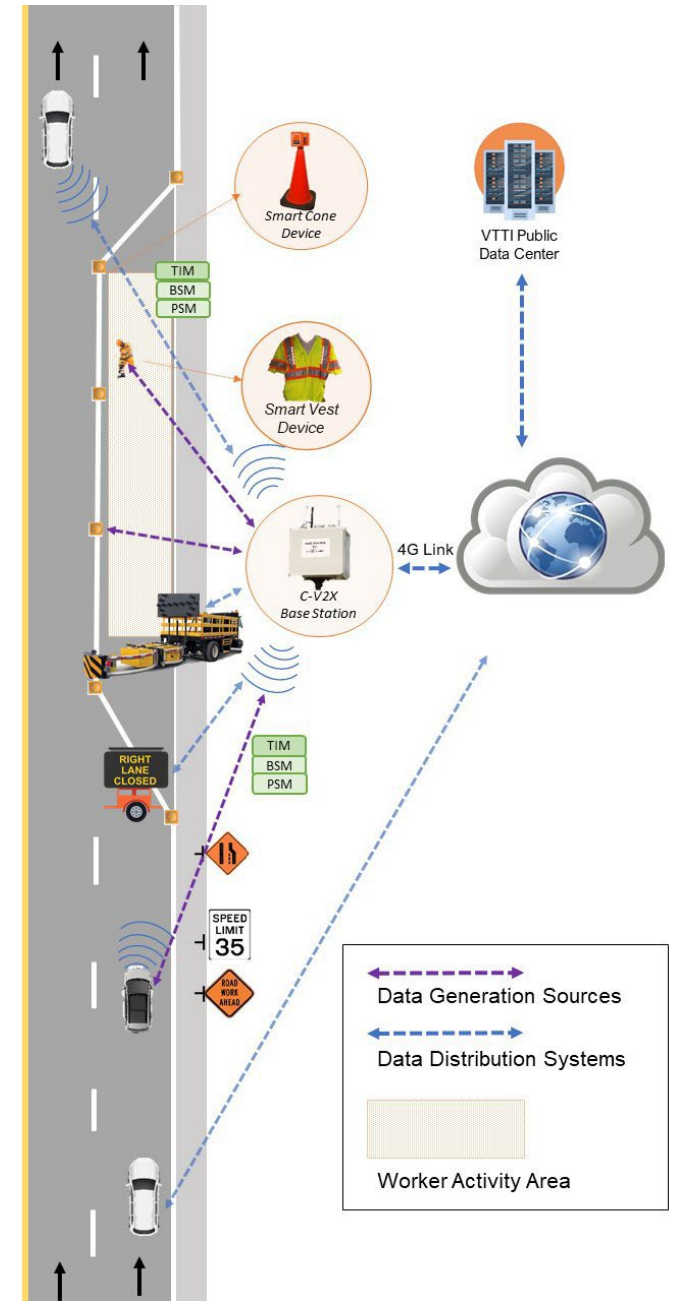 Smart Cone
Device
VTTI Public
Data Center
TIM
BSM
PSM
Smart Vest
Device
4G Link
C-V2X
Base Station
TIM
BSM
PSM
RIGHT
LANE
CLOSED
SPEED
LIMIT
35
ROAD
WORK
AHEAD
Data Generation Sources
Data Distribution Systems
Worker Activity Area